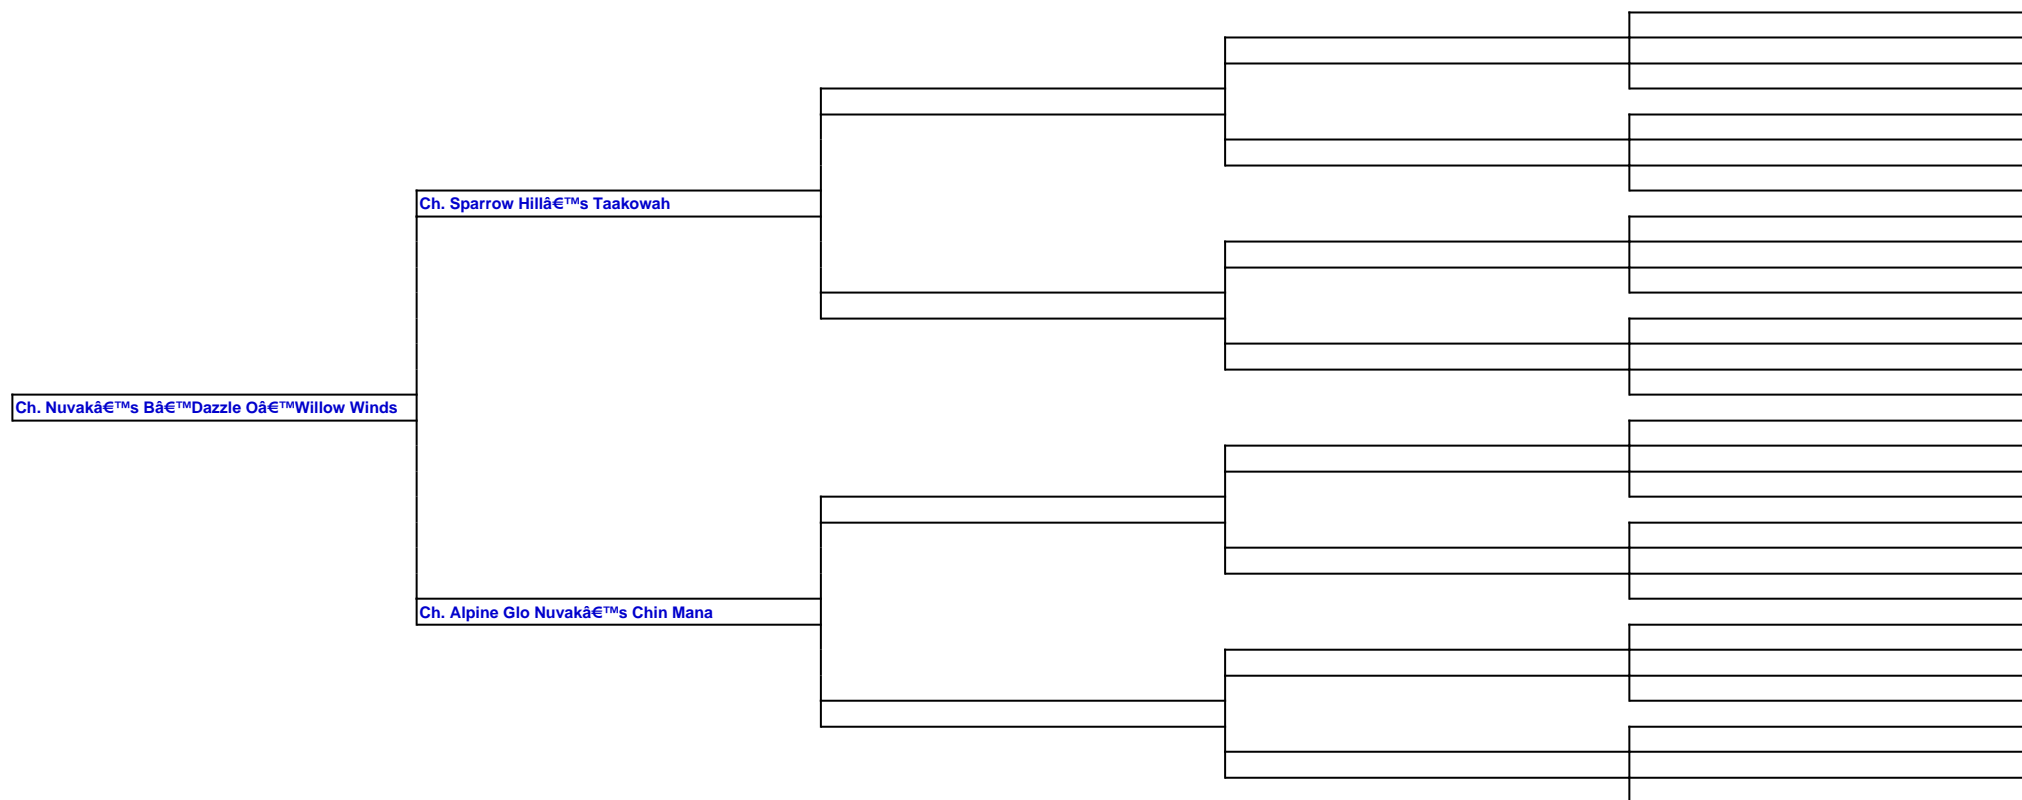 Ch. Sparrow Hillâ€™s Taakowah
Ch. Nuvakâ€™s Bâ€™Dazzle Oâ€™Willow Winds
Ch. Alpine Glo Nuvakâ€™s Chin Mana